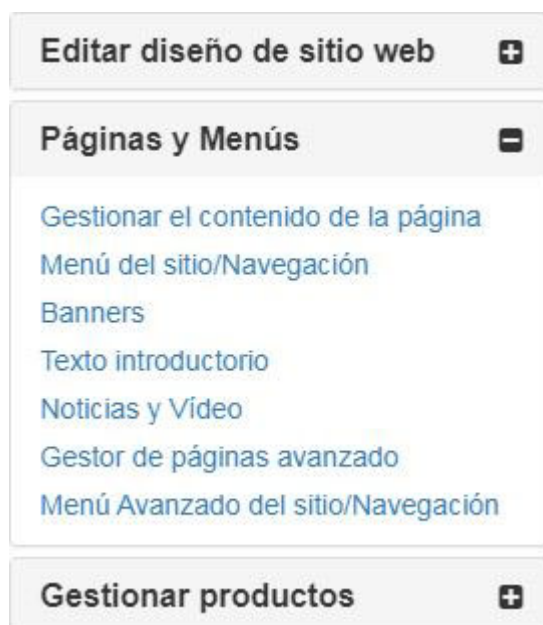 Editar diseño de sitio web
Páginas y Menús
Gestionar el contenido de la página
Menú del sitio/Navegación
Banners
Texto introductorio
Noticias y Vídeo
Gestor de páginas avanzado
Menú Avanzado del sitio/Navegación
Gestionar productos